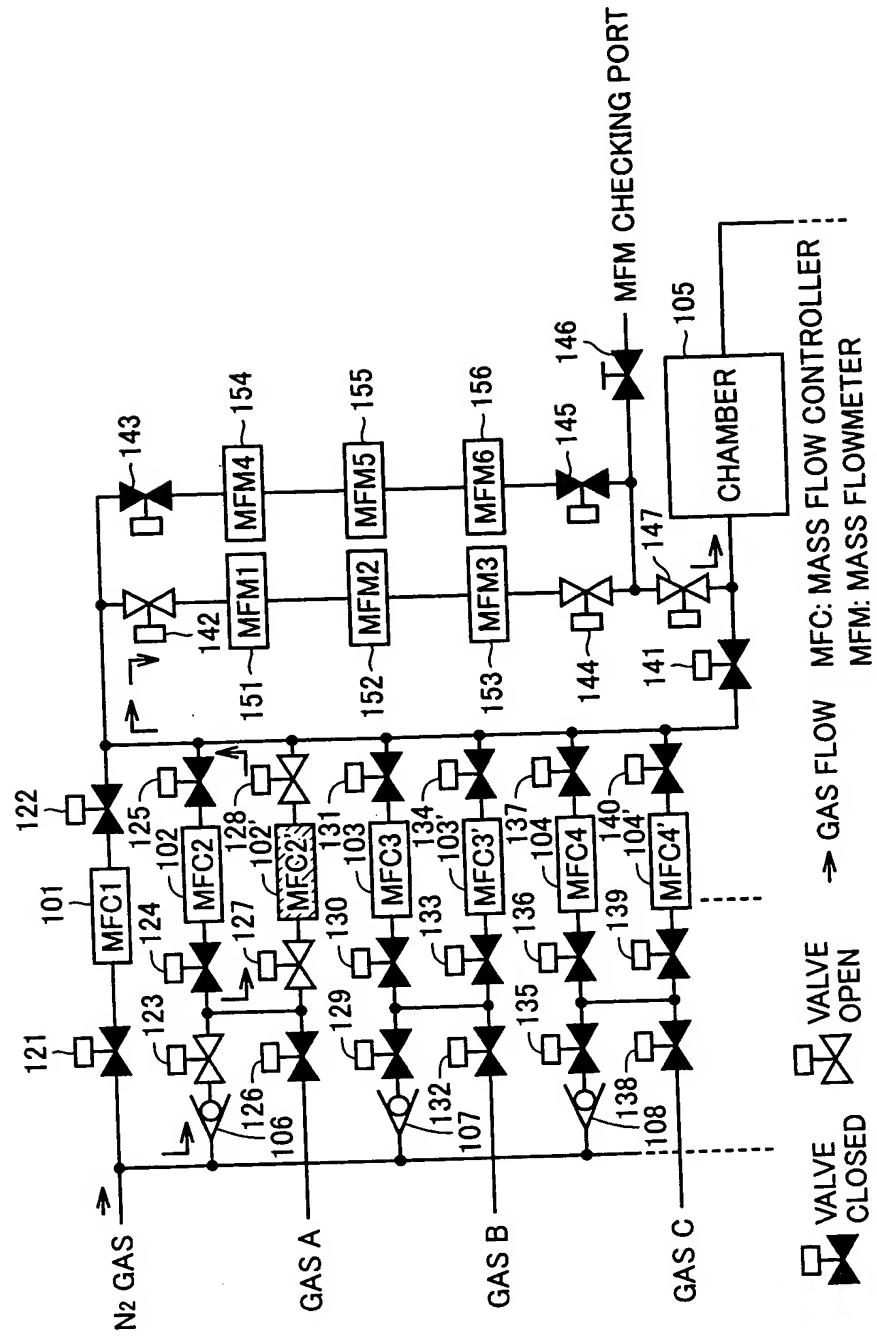 N2 GAS
121
101
MFC1
122
106
123
124
102
MFC2
125
GAS A
126
127
102'
MFC2'
128
107
129
130
103
MFC3
131
GAS B
132
133
103'
MFC3'
134
108
135
136
104
MFC4
137
GAS C
138
139
104'
MFC4'
140
142
MFM1
151
MFM2
152
MFM3
153
144
143
MFM4
154
MFM5
155
MFM6
156
145
146
MFM CHECKING PORT
147
141
CHAMBER
105
VALVE
CLOSED
VALVE
OPEN
GAS FLOW
MFC: MASS FLOW CONTROLLER
MFM: MASS FLOWMETER